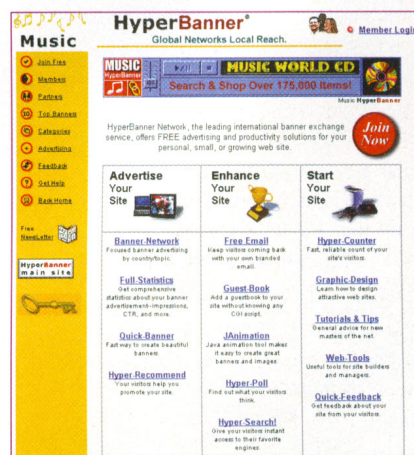 Music
Join Free
Members
Partners
Top Banners
Categories
Advertising
Feedback
Get Help
Back Home
Free
NewsLetter
HyperBanner
main site
HyperBanner®
Global Networks Local Reach.
Member Login
MUSIC
HyperBanner
MUSIC WORLD CD
Search & Shop Over 175,000 Items!
Music HyperBanner
HyperBanner Network, the leading international banner exchange
service, offers FREE advertising and productivity solutions for your
personal, small, or growing web site.
Join
Now
Advertise
Your
Site
Banner-Network
Focused banner advertising
by country/topic.
Full-Statistics
Get comprehensive
statistics about your banner
advertisement-impressions,
CTR, and more.
Quick-Banner
Fast way to create beautiful
banners.
Hyper-Recommend
Your visitors help you
promote your site.
Enhance
Your
Site
Free Email
Keep visitors coming back
with your own branded
email.
Guest-Book
Add a guestbook to your
site without knowing any
CGI script.
JAnimation
Java animation tool makes
it easy to create great
banners and images.
Hyper-Poll
Find out what your visitors
think.
Hyper-Search!
Give your visitors instant
access to their favorite
engines.
Start
Your
Site
Hyper-Counter
Fast, reliable count of your
site's visitors.
Graphic-Design
Learn how to design
attractive web sites.
Tutorials & Tips
General advice for new
masters of the net.
Web-Tools
Useful tools for site builders
and managers.
Quick-Feedback
Get feedback about your
site from your visitors.